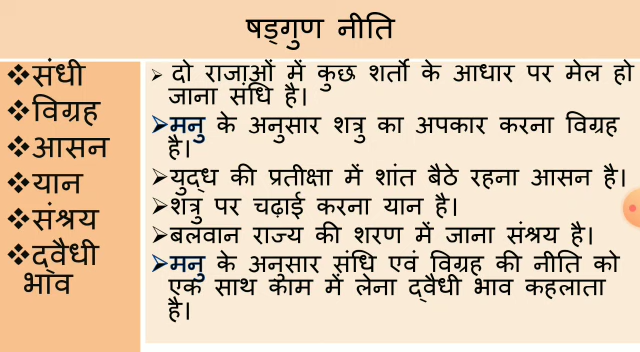 षड्गुण नीति
संधी
विग्रह
आसन
यान
संश्रय
द्वैधी
भाव
दो राजाओं में कुछ शर्तो के आधार पर मेल हो
जाना संधि है।
मनु के अनुसार शत्रु का अपकार करना विग्रह
है।
युद्ध की प्रतीक्षा में शांत बैठे रहना आसन है।
शत्रु पर चढ़ाई करना यान है।
बलवान राज्य की शरण में जाना संश्रय है।
मनु के अनुसार संधि एवं विग्रह की नीति को
एक साथ काम में लेना द्वैधी भाव कहलाता
है।